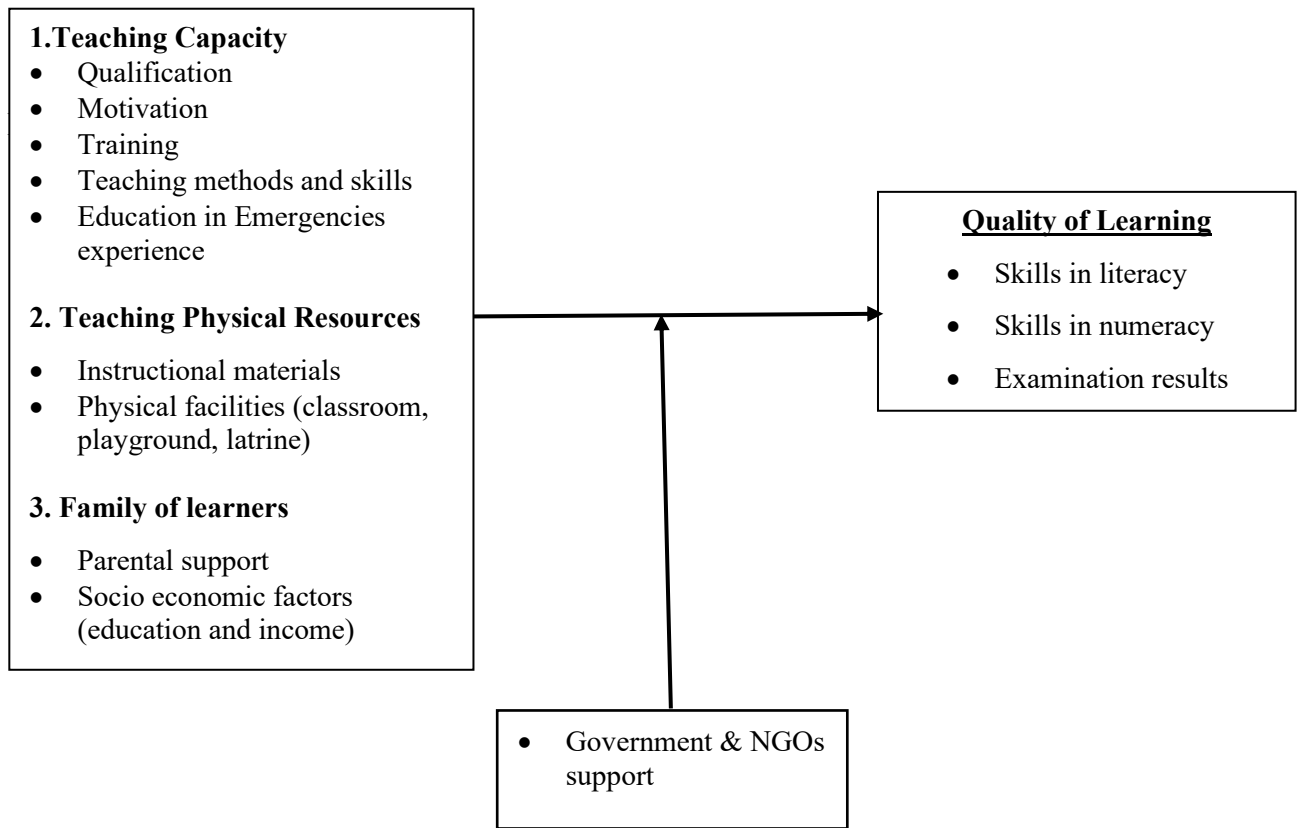 1.Teaching Capacity
• Qualification
• Motivation
• Training
• Teaching methods and skills
• Education in Emergencies
experience
2. Teaching Physical Resources
• Instructional materials
• Physical facilities (classroom,
playground, latrine)
3. Family of learners
• Parental support
• Socio economic factors
(education and income)
Quality of Learning
• Skills in literacy
• Skills in numeracy
• Examination results
• Government & NGOs
support